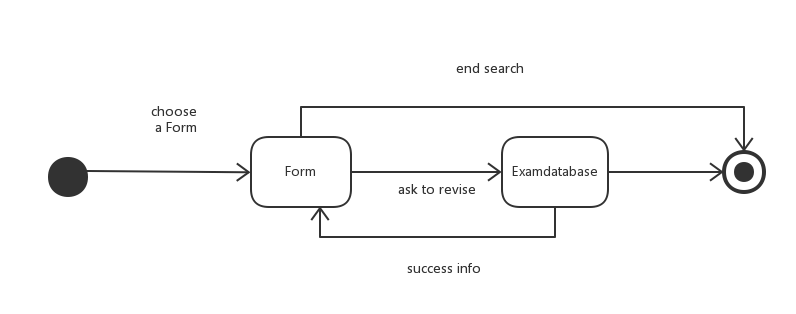 end search
choose
a Form
Form
Examdatabase
ask to revise
success info